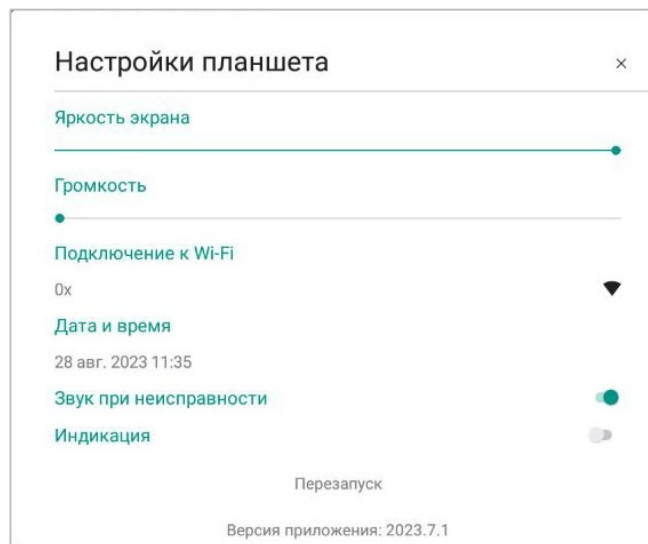 Настройки планшета
Яркость экрана
Громкость
Подключение к Wi-Fi
0x
Дата и время
28 авг. 2023 11:35
Звук при неисправности
Индикация
Перезапуск
Версия приложения: 2023.7.1